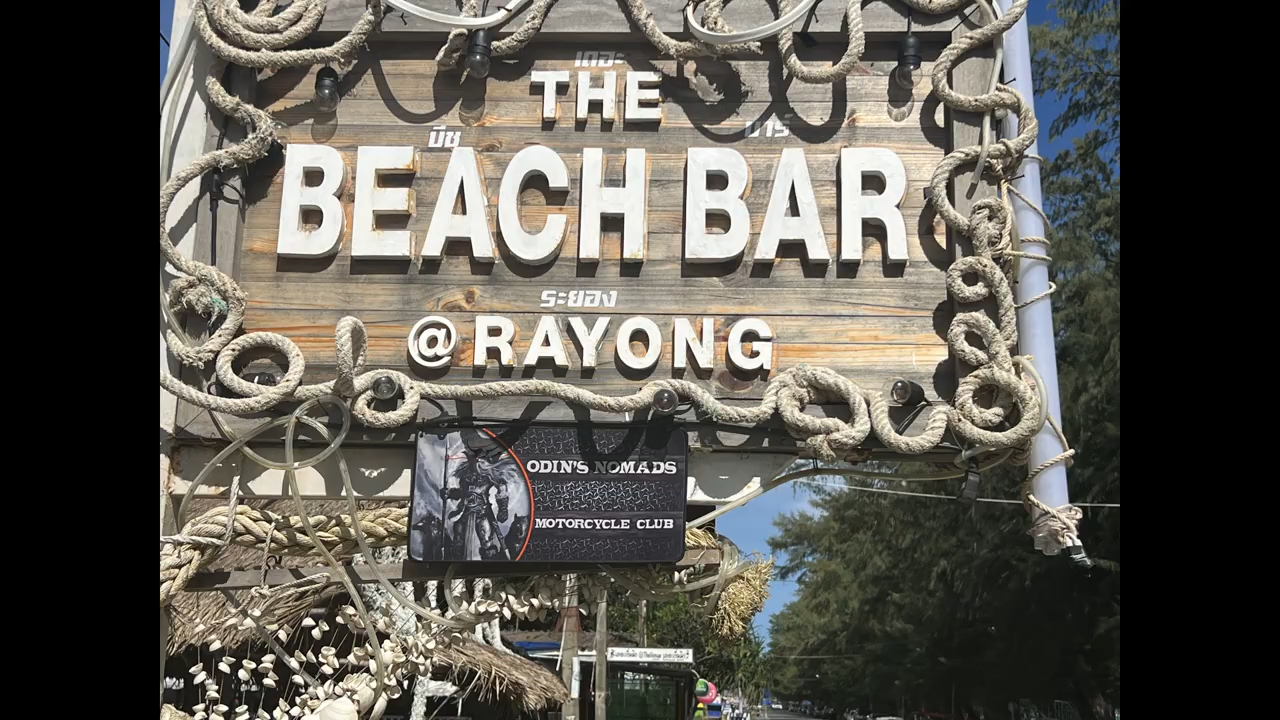 เดอะ
THE
บีช บาร์
BEACH BAR
ระยอง
@RAYONG
ODIN'S NOMADS
MOTORCYCLE CLUB